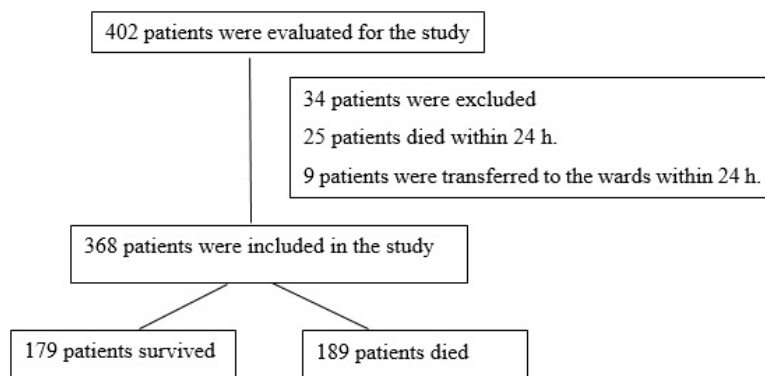 402 patients were evaluated for the study
34 patients were excluded
25 patients died within 24 h.
9 patients were transferred to the wards within 24 h.
368 patients were included in the study
179 patients survived
189 patients died